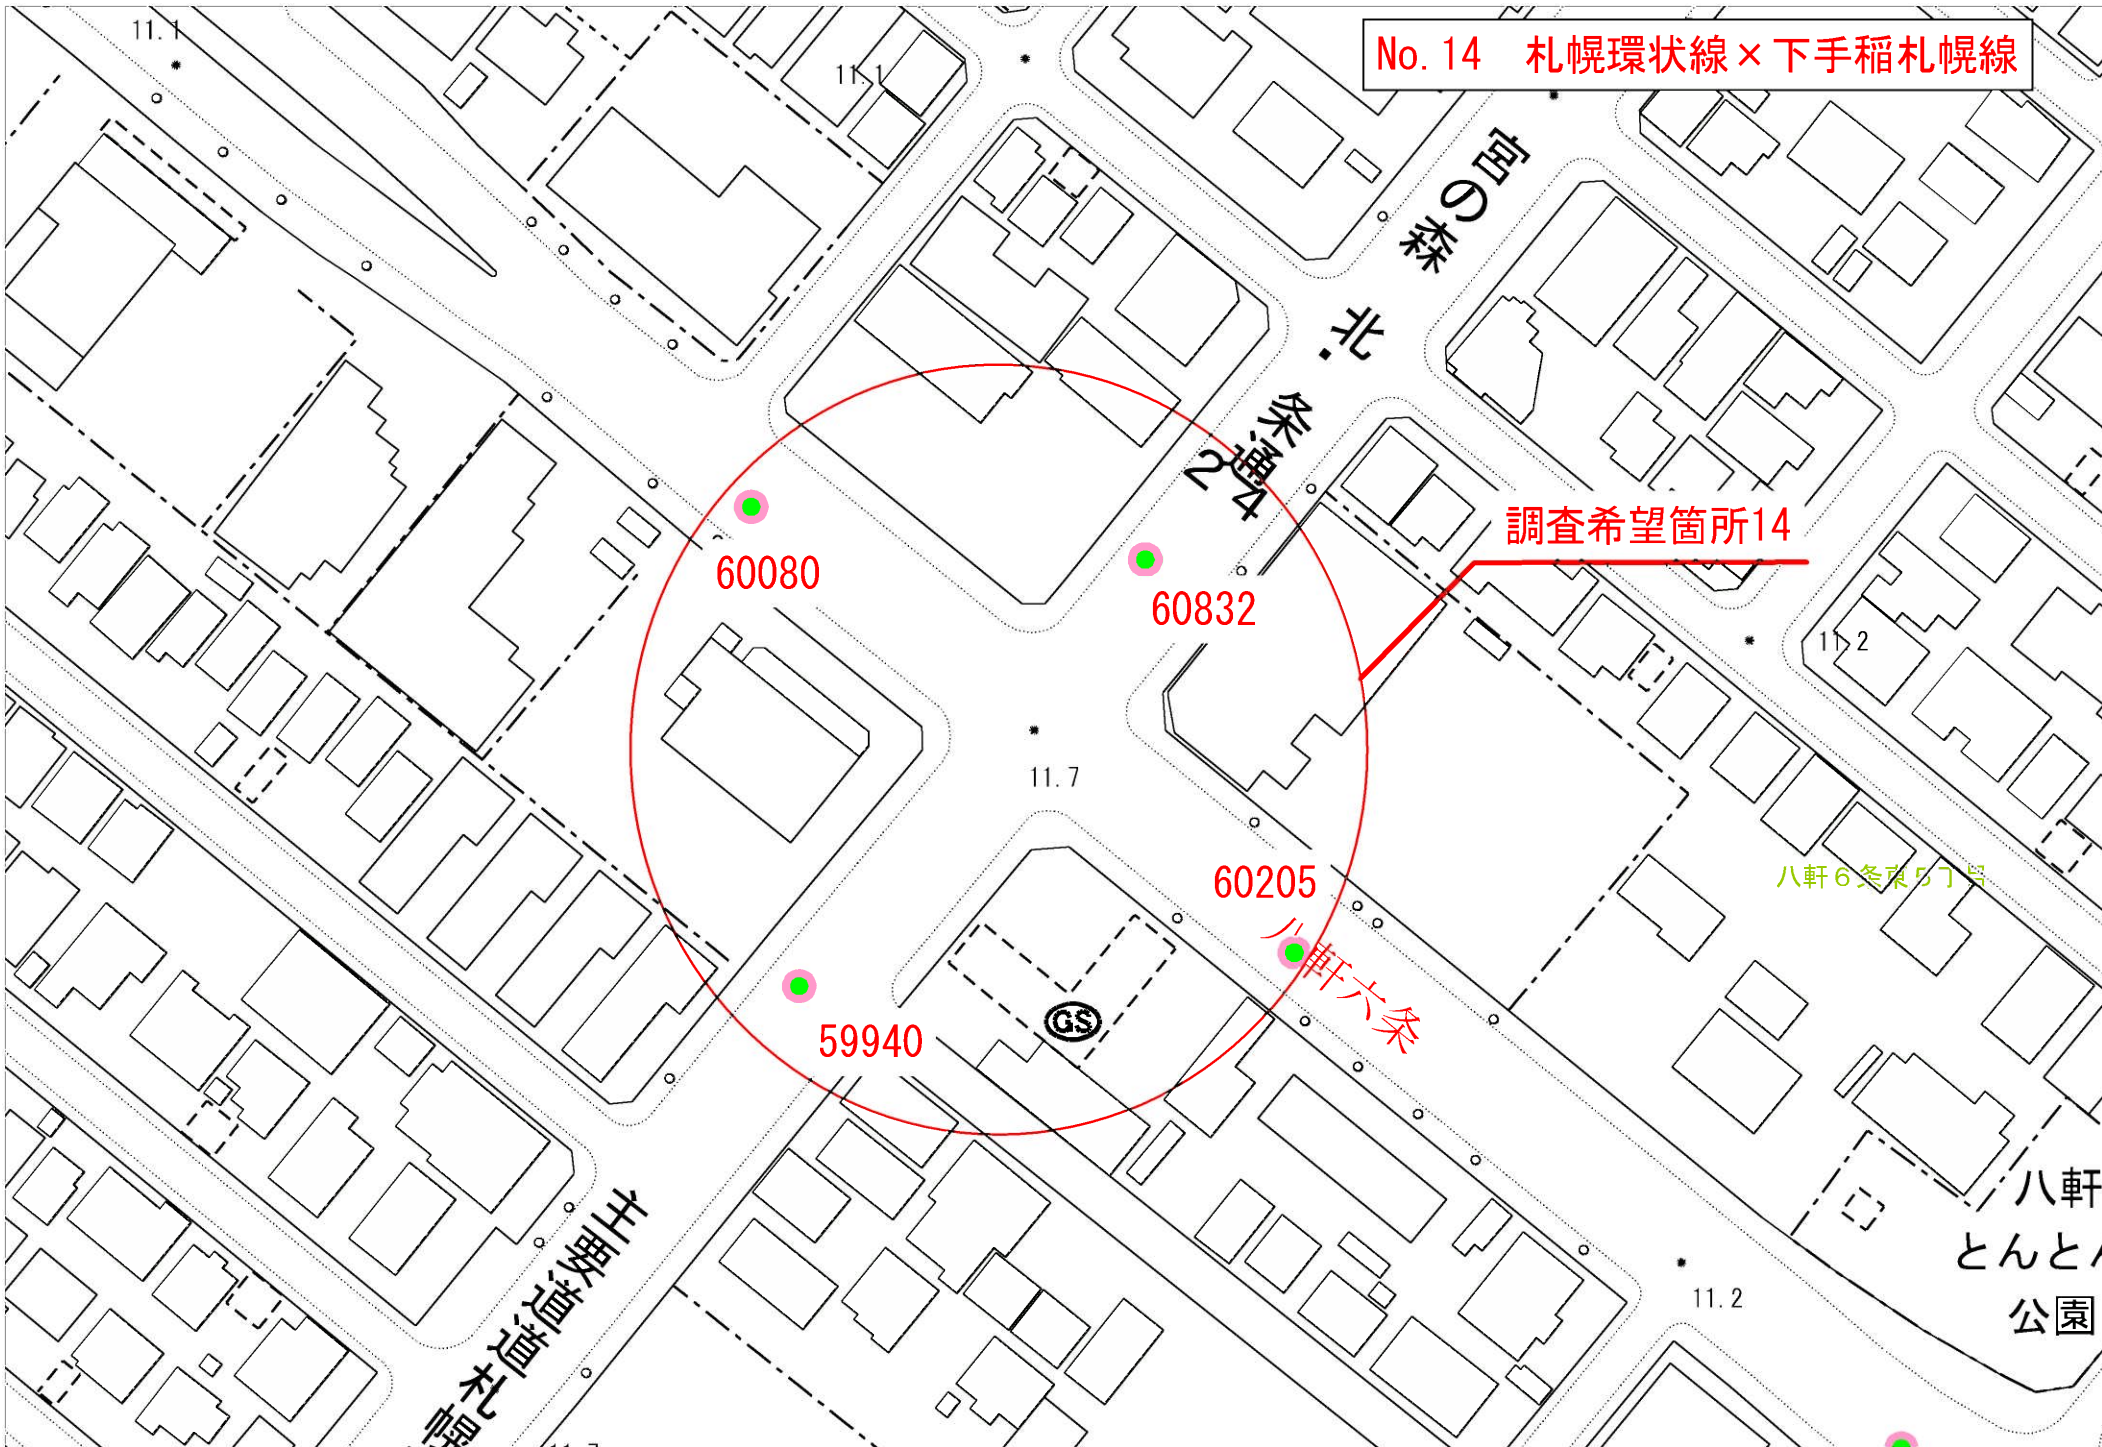 No.14 札幌環状線×下手稲札幌線
11.1
11.1
宮の森・北24条通
調査希望箇所14
60080
60832
11.2
11.7
60205
八軒6条東5丁目
八軒六条
GS
59940
主要道道札幌
八軒
とんとん
公園
11.2